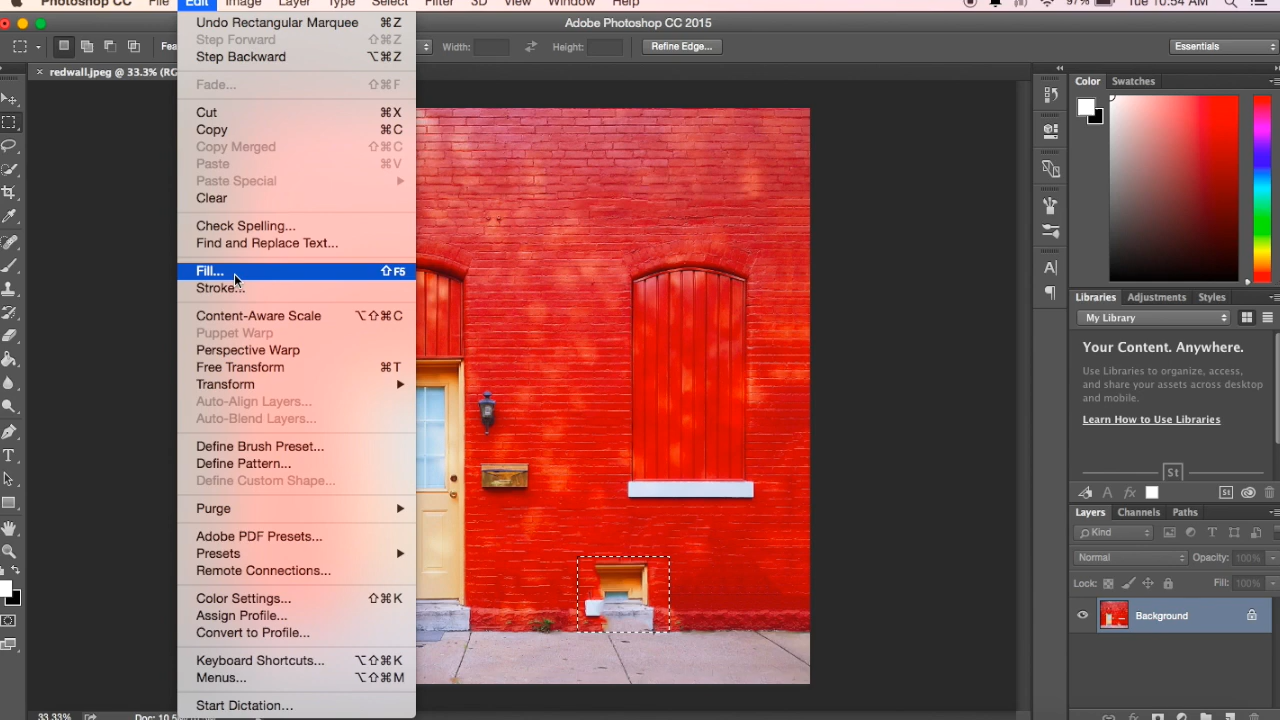 Photoshop CC File Edit Image Layer Type Select Filter 3D View Window Help 97% Tue 10:54 AM
Adobe Photoshop CC 2015
Width: Height: Refine Edge... Essentials
redwall.jpeg @ 33.3%
Undo Rectangular Marquee ⌘Z
Step Forward ⇧⌘Z
Step Backward ⌥⌘Z
Fade... ⇧⌘F
Cut ⌘X
Copy ⌘C
Copy Merged ⇧⌘C
Paste ⌘V
Paste Special
Clear
Check Spelling...
Find and Replace Text...
Fill... ⇧F5
Stroke...
Content-Aware Scale ⌥⇧⌘C
Puppet Warp
Perspective Warp
Free Transform ⌘T
Transform
Auto-Align Layers...
Auto-Blend Layers...
Define Brush Preset...
Define Pattern...
Define Custom Shape...
Purge
Adobe PDF Presets...
Presets
Remote Connections...
Color Settings... ⇧⌘K
Assign Profile...
Convert to Profile...
Keyboard Shortcuts... ⌥⇧⌘K
Menus... ⌥⇧⌘M
Start Dictation...
33.33%
Color Swatches
Libraries Adjustments Styles
My Library
Your Content. Anywhere.
Use Libraries to organize, access,
and share your assets across desktop
and mobile.
Learn How to Use Libraries
St
A fx St
Layers Channels Paths
Kind
Normal Opacity: 100%
Lock: Fill: 100%
Background